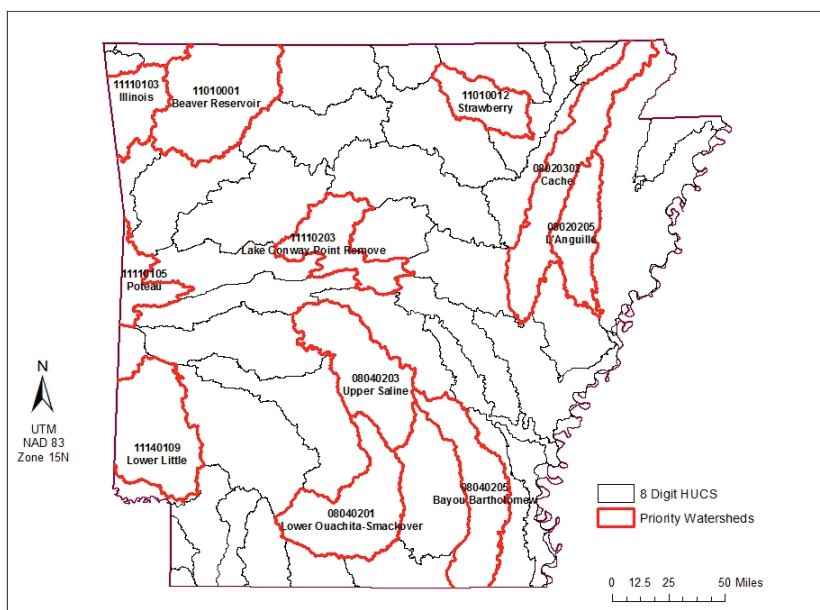 11110103
Illinois
11010001
Beaver Reservoir
11010012
Strawberry
08020302
Cache
08020205
L'Anguille
11110203
Lake Conway Point Remove
11110105
Poteau
08040203
Upper Saline
11140109
Lower Little
08040201
Lower Ouachita-Smackover
08040205
Bayou Bartholomew
N
UTM
NAD 83
Zone 15N
8 Digit HUCS
Priority Watersheds
0 12.5 25 50 Miles